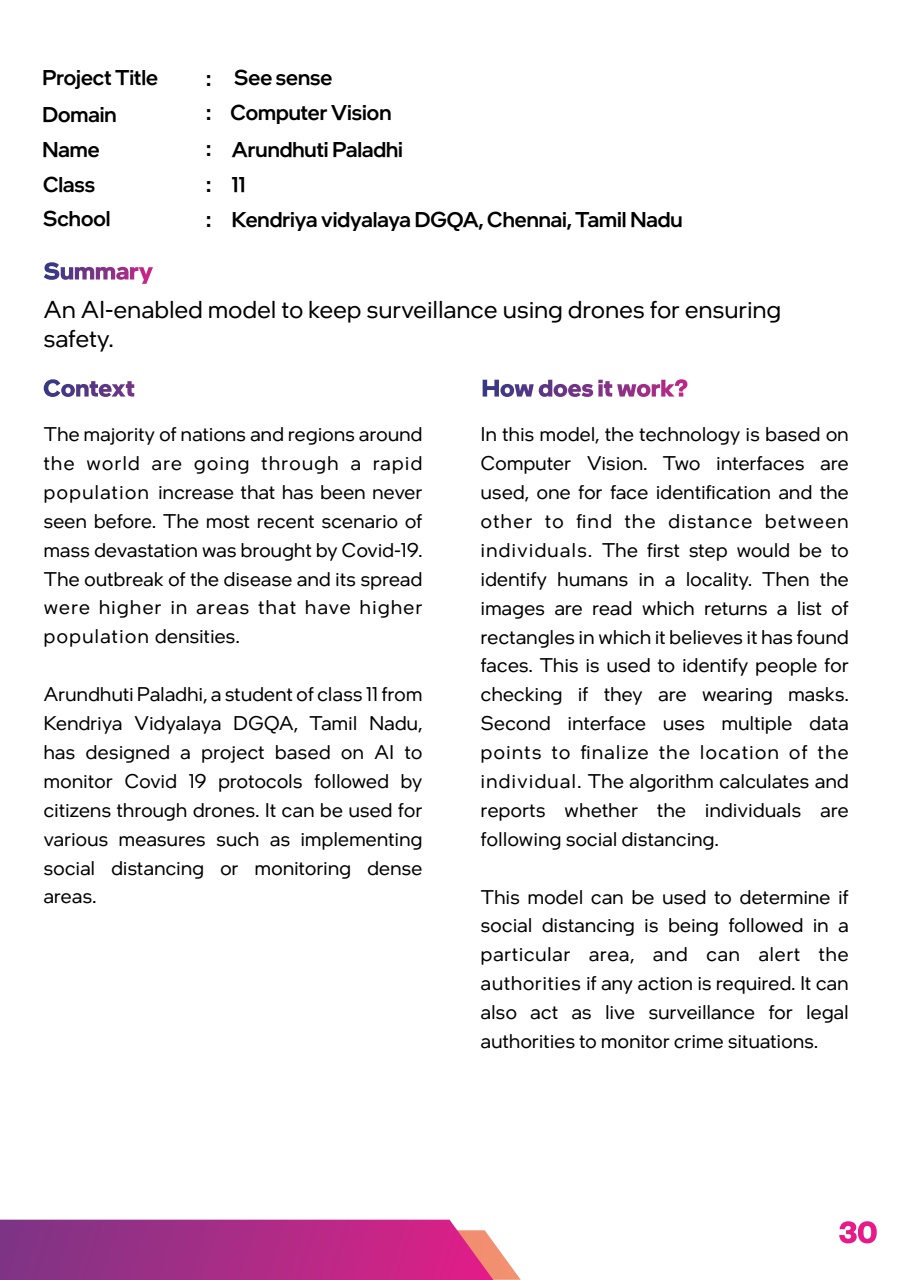 Project Title : See sense
Domain : Computer Vision
Name : Arundhuti Paladhi
Class : 11
School : Kendriya vidyalaya DGQA, Chennai, Tamil Nadu
Summary
An AI-enabled model to keep surveillance using drones for ensuring
safety.
Context
The majority of nations and regions around
the world are going through a rapid
population increase that has been never
seen before. The most recent scenario of
mass devastation was brought by Covid-19.
The outbreak of the disease and its spread
were higher in areas that have higher
population densities.
Arundhuti Paladhi, a student of class 11 from
Kendriya Vidyalaya DGQA, Tamil Nadu,
has designed a project based on AI to
monitor Covid 19 protocols followed by
citizens through drones. It can be used for
various measures such as implementing
social distancing or monitoring dense
areas.
How does it work?
In this model, the technology is based on
Computer Vision. Two interfaces are
used, one for face identification and the
other to find the distance between
individuals. The first step would be to
identify humans in a locality. Then the
images are read which returns a list of
rectangles in which it believes it has found
faces. This is used to identify people for
checking if they are wearing masks.
Second interface uses multiple data
points to finalize the location of the
individual. The algorithm calculates and
reports whether the individuals are
following social distancing.
This model can be used to determine if
social distancing is being followed in a
particular area, and can alert the
authorities if any action is required. It can
also act as live surveillance for legal
authorities to monitor crime situations.
30